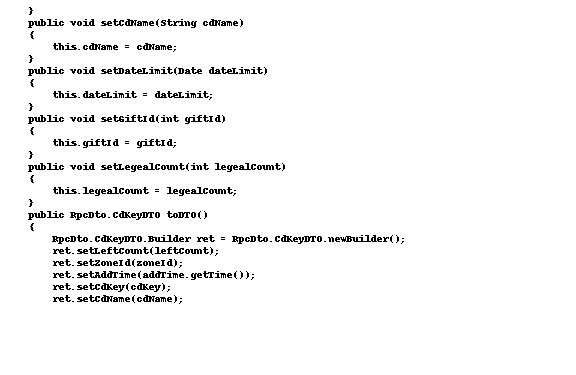 }
public void setCdName(String cdName)
{
this.cdName = cdName;
}
public void setDateLimit(Date dateLimit)
{
this.dateLimit = dateLimit;
}
public void setGiftId(int giftId)
{
this.giftId = giftId;
}
public void setLegealCount(int legealCount)
{
this.legealCount = legealCount;
}
public RpcDto.CdKeyDTO toDTO()
{
RpcDto.CdKeyDTO.Builder ret = RpcDto.CdKeyDTO.newBuilder();
ret.setLeftCount(leftCount);
ret.setZoneId(zoneId);
ret.setAddTime(addTime.getTime());
ret.setCdKey(cdKey);
ret.setCdName(cdName);